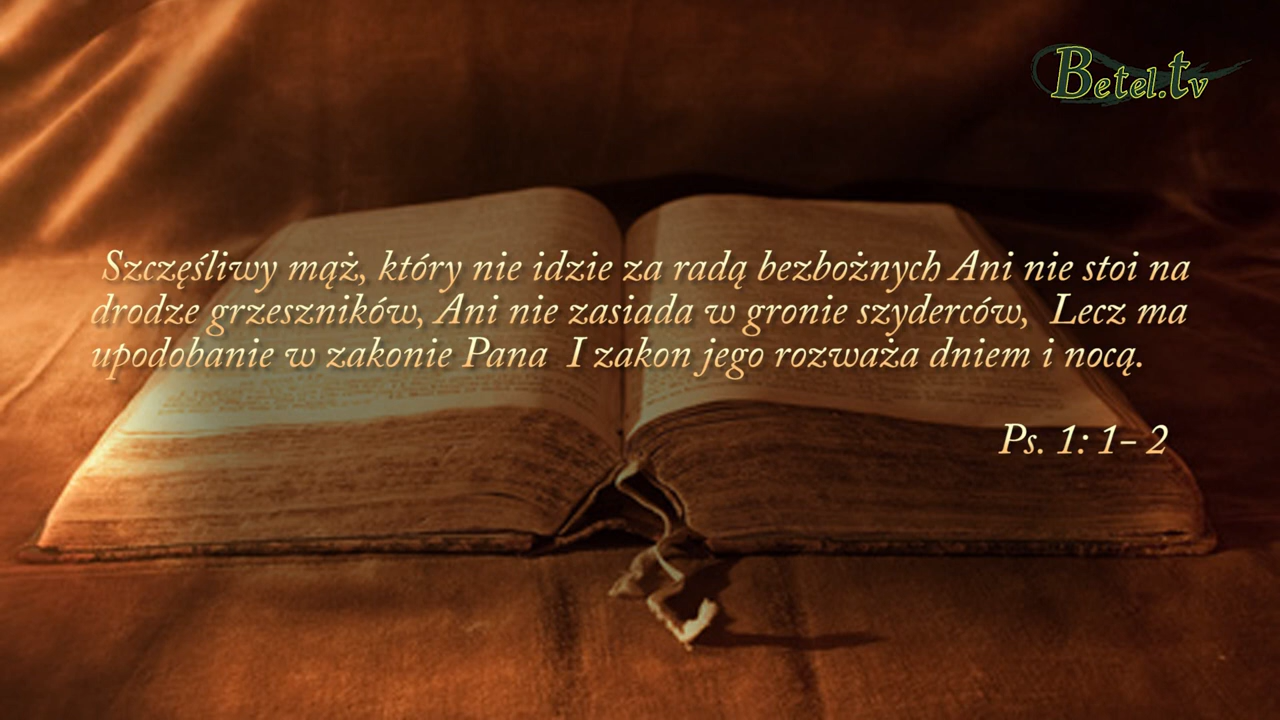 Betel.tv
Szczęśliwy mąż, który nie idzie za radą bezbożnych Ani nie stoi na
drodze grzeszników, Ani nie zasiada w gronie szyderców, Lecz ma
upodobanie w zakonie Pana I zakon jego rozważa dniem i nocą.
Ps. 1: 1– 2